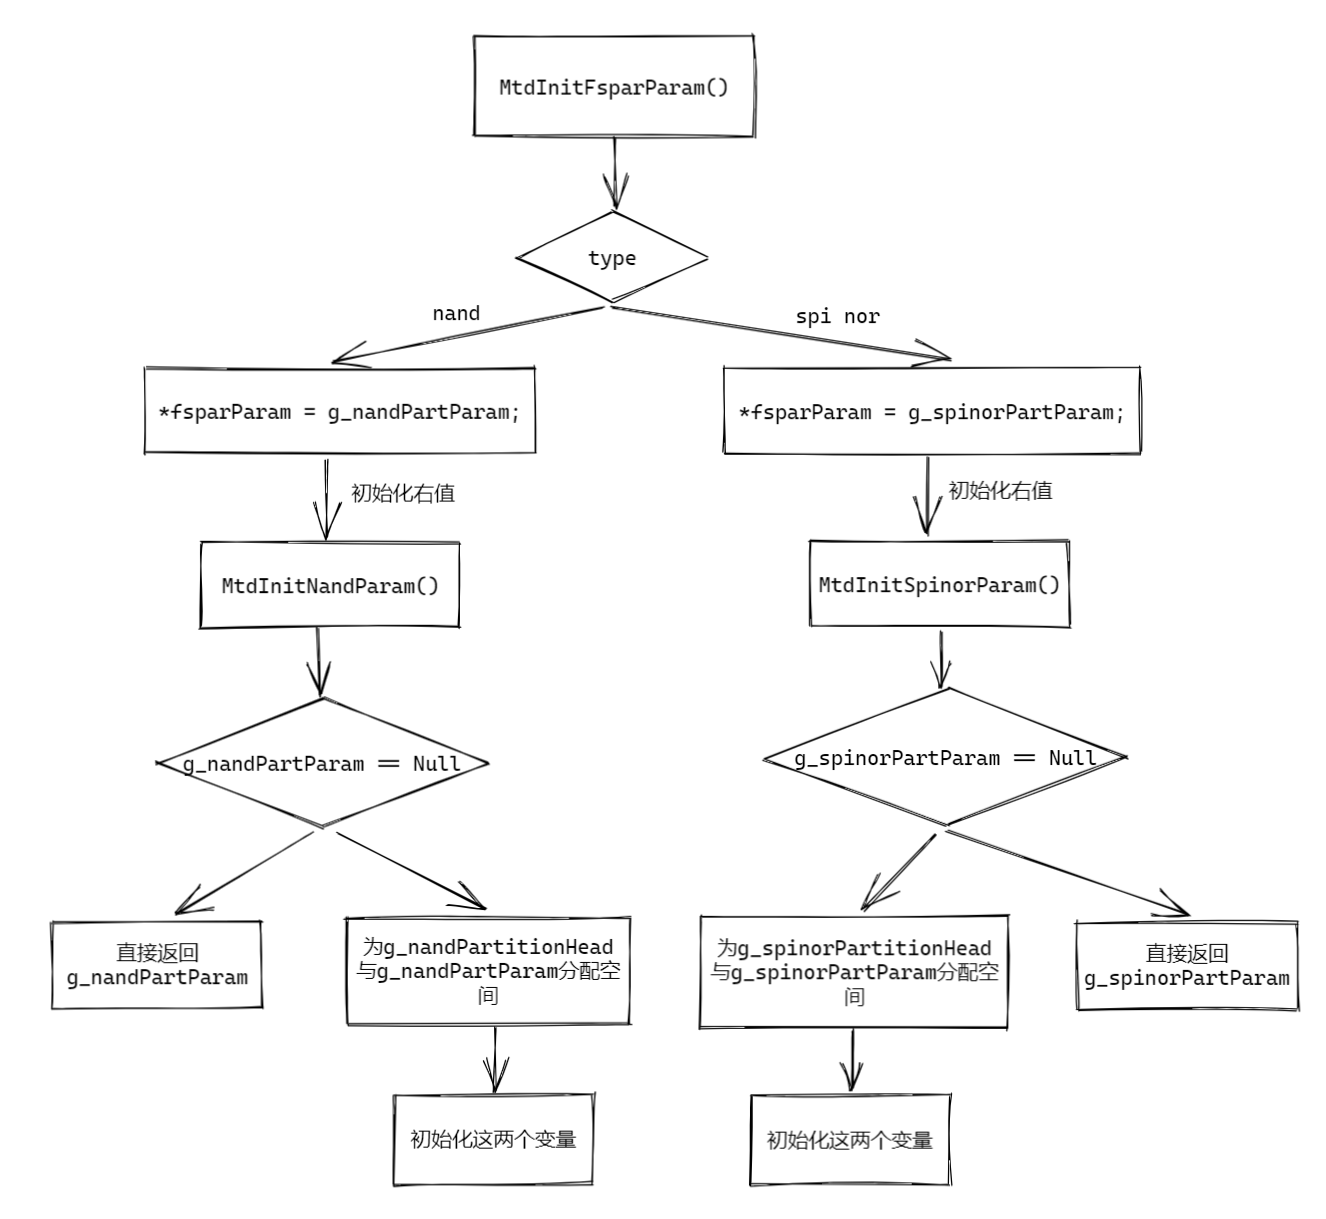 MtdInitFsparParam()
type
nand
spi nor
*fsparParam = g_nandPartParam;
*fsparParam = g_spinorPartParam;
初始化右值
初始化右值
MtdInitNandParam()
MtdInitSpinorParam()
g_nandPartParam == Null
g_spinorPartParam == Null
直接返回
g_nandPartParam
为g_nandPartitionHead
与g_nandPartParam分配空
间
为g_spinorPartitionHead
与g_spinorPartParam分配空
间
直接返回
g_spinorPartParam
初始化这两个变量
初始化这两个变量